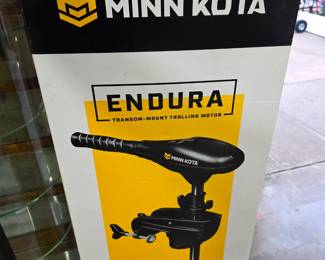 MINN KOTA
ENDURA
TRANSOM-MOUNT TROLLING MOTOR
MINN KOTA